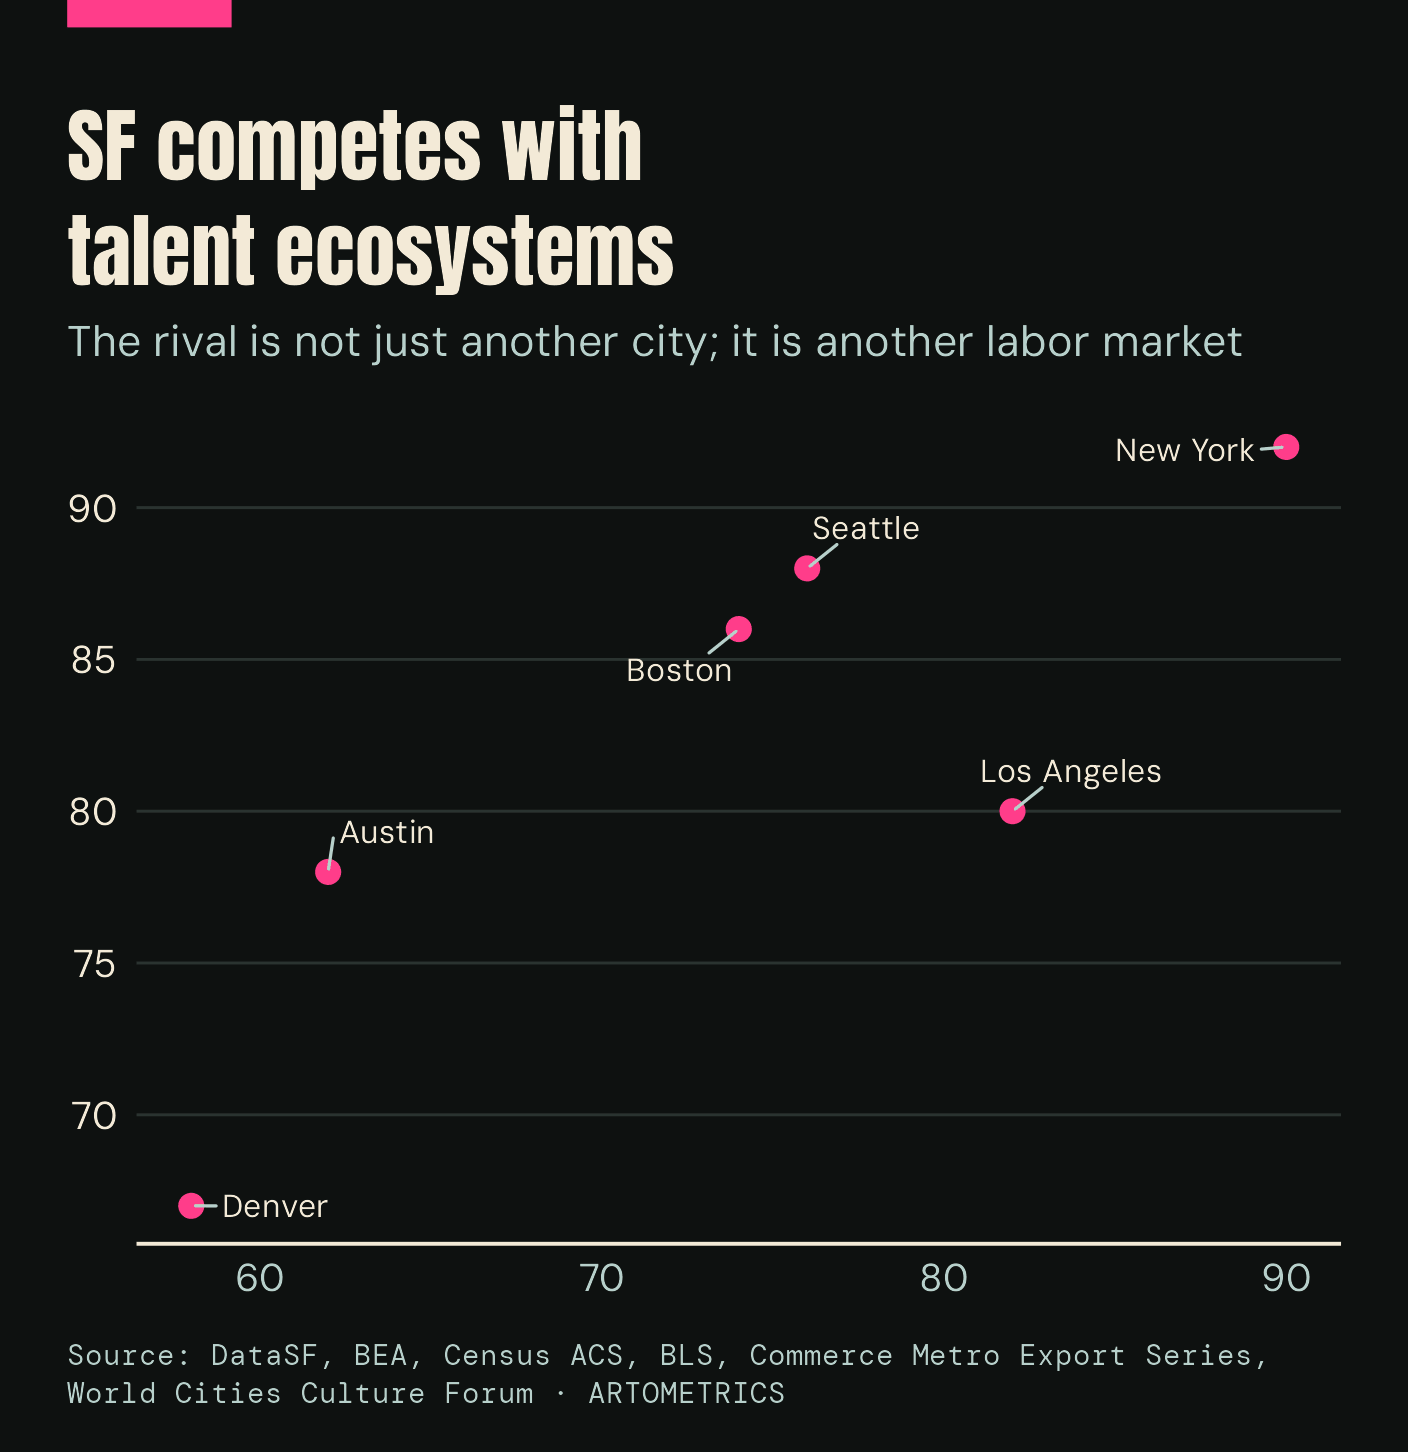 SF competes with
talent ecosystems
The rival is not just another city; it is another labor market
New York
90
Seattle
85
Boston
Los Angeles
80
Austin
75
70
Denver
60 70 80 90
Source: DataSF, BEA, Census ACS, BLS, Commerce Metro Export Series,
World Cities Culture Forum · ARTOMETRICS